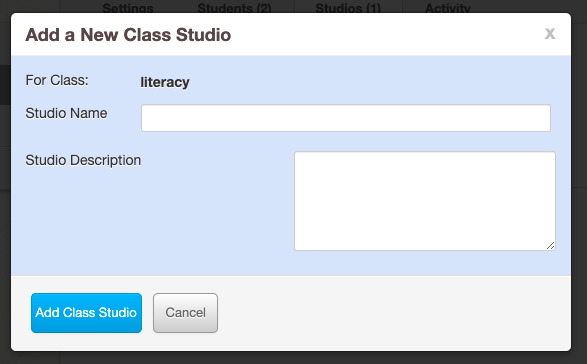 Settings Students (2) Studios (1) Activity
Add a New Class Studio x
For Class: literacy
Studio Name
Studio Description
Add Class Studio Cancel